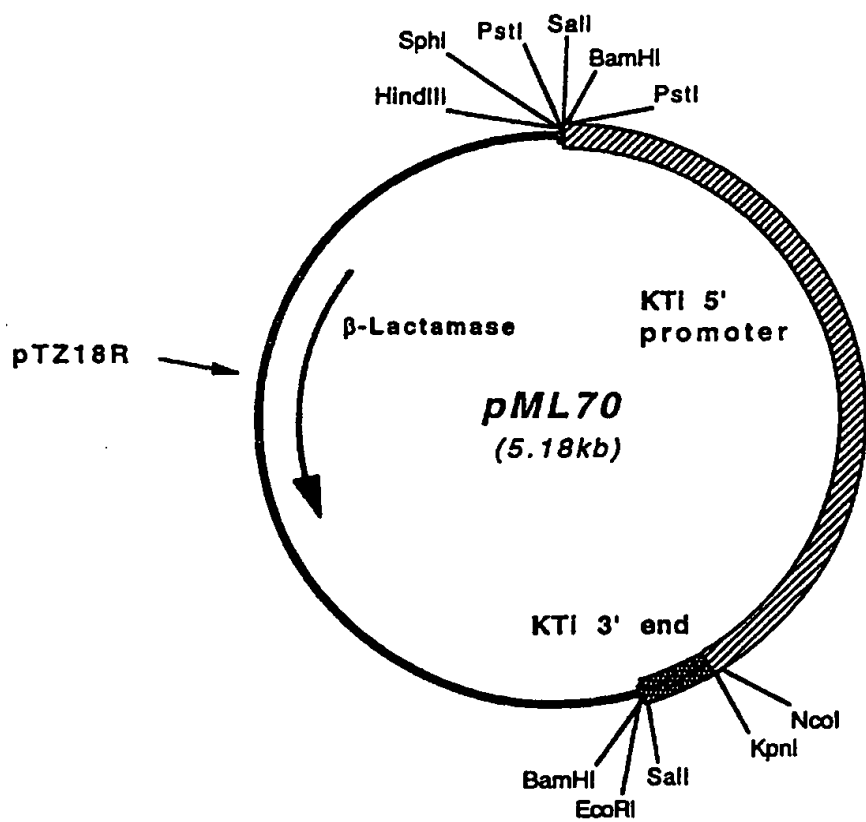 SphI
PstI
SalI
BamHI
HindIII
PstI
KTi 5'
promoter
β-Lactamase
pTZ18R
pML70
(5.18kb)
KTi 3' end
NcoI
KpnI
BamHI
SalI
EcoRI